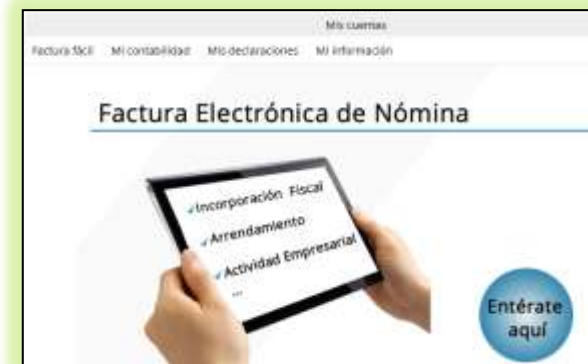 Mis cuentas
Factura fácil Mi contabilidad Mis declaraciones Mi información
Factura Electrónica de Nómina
✓Incorporación Fiscal
✓Arrendamiento
✓Actividad Empresarial
...
Entérate
aquí